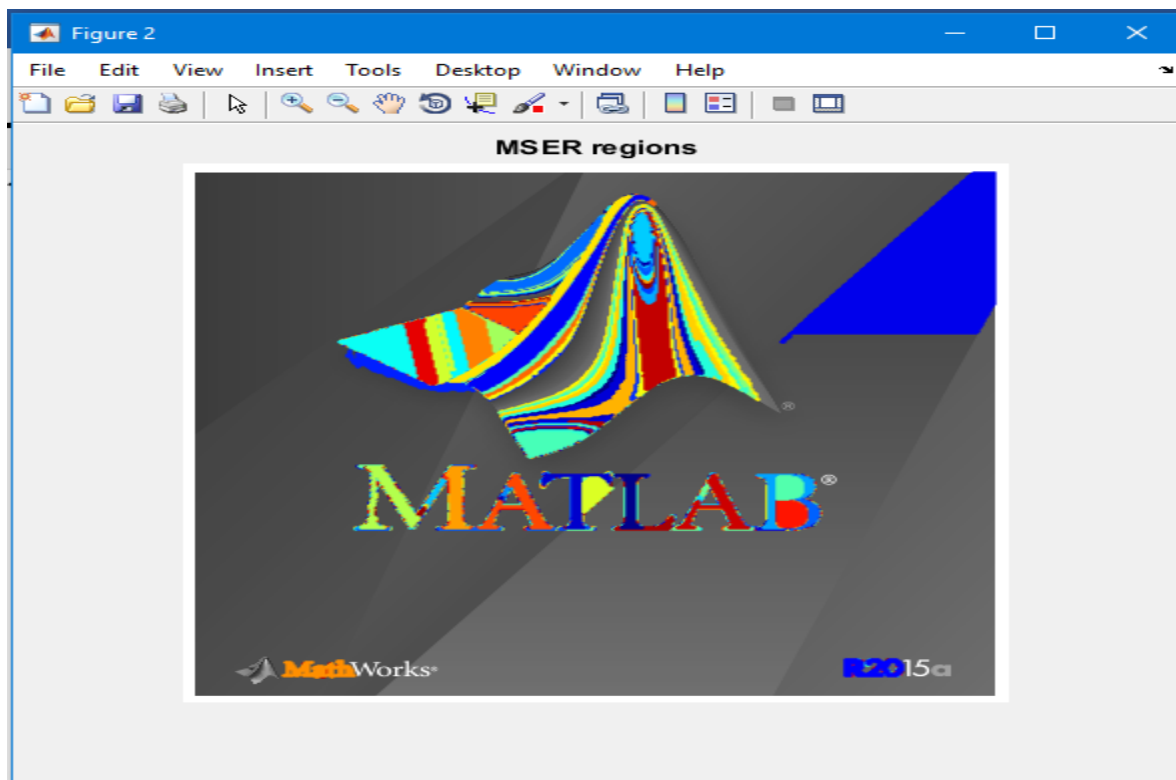 Figure 2
File Edit View Insert Tools Desktop Window Help
MSER regions
®
MATLAB®
MathWorks®
R2015a